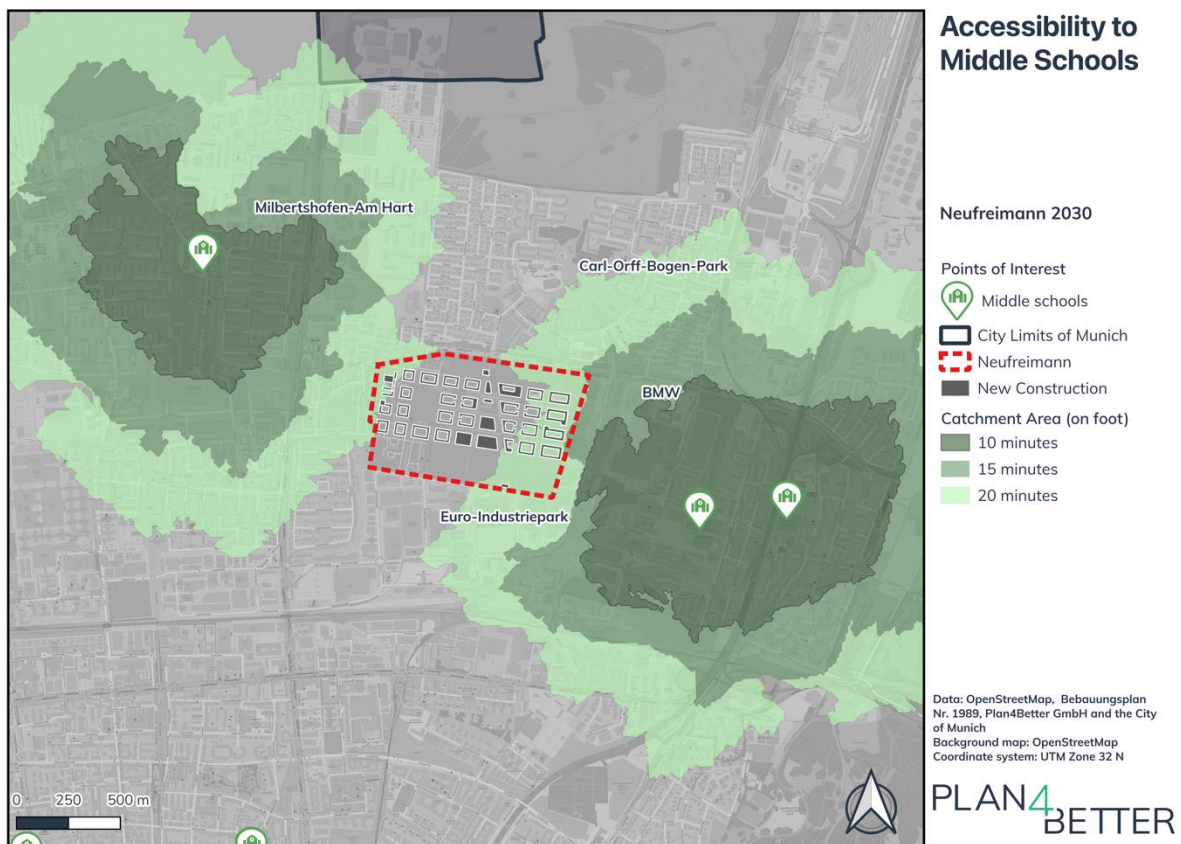 Accessibility to
Middle Schools
Neufreimann 2030
Points of Interest
Middle schools
City Limits of Munich
Neufreimann
New Construction
Catchment Area (on foot)
10 minutes
15 minutes
20 minutes
Milbertshofen-Am Hart
Carl-Orff-Bogen-Park
BMW
Euro-Industriepark
0 250 500 m
Data: OpenStreetMap, Bebauungsplan
Nr. 1989, Plan4Better GmbH and the City
of Munich
Background map: OpenStreetMap
Coordinate system: UTM Zone 32 N
PLAN4
BETTER